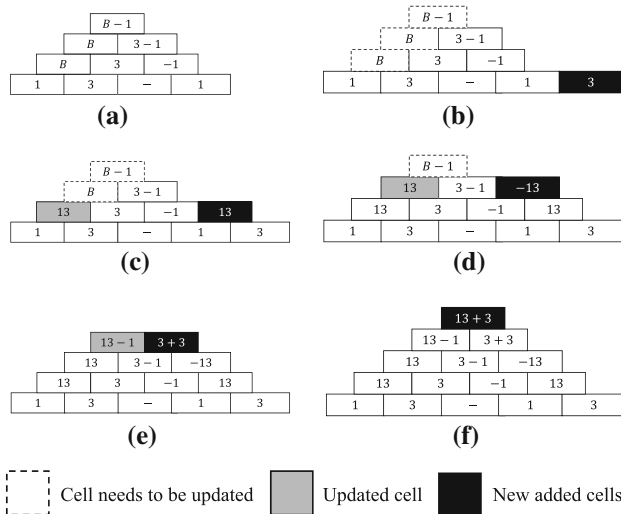 B − 1
B 3 − 1
B 3 −1
1 3 − 1
(a)
B − 1
B 3 − 1
B 3 −1
1 3 − 1 3
(b)
B − 1
B 3 − 1
13 3 −1 13
1 3 − 1 3
(c)
B − 1
13 3 − 1 −13
13 3 −1 13
1 3 − 1 3
(d)
13 − 1 3 + 3
13 3 − 1 −13
13 3 −1 13
1 3 − 1 3
(e)
13 + 3
13 − 1 3 + 3
13 3 − 1 −13
13 3 −1 13
1 3 − 1 3
(f)
Cell needs to be updated Updated cell New added cells